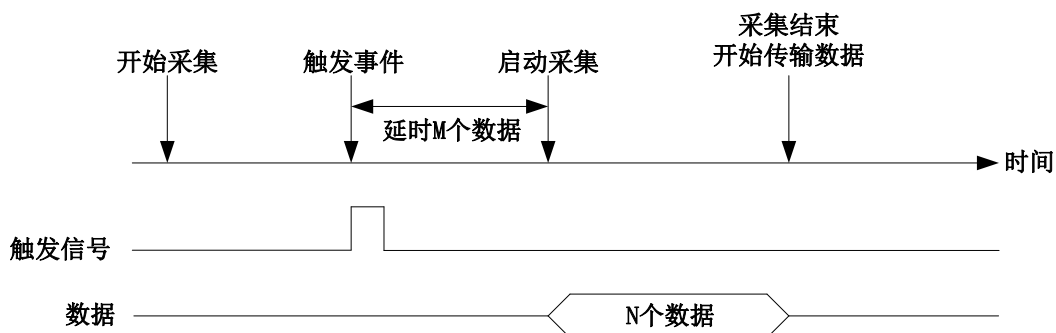 采集结束
开始传输数据
开始采集
触发事件
启动采集
延时M个数据
时间
触发信号
数据
N个数据